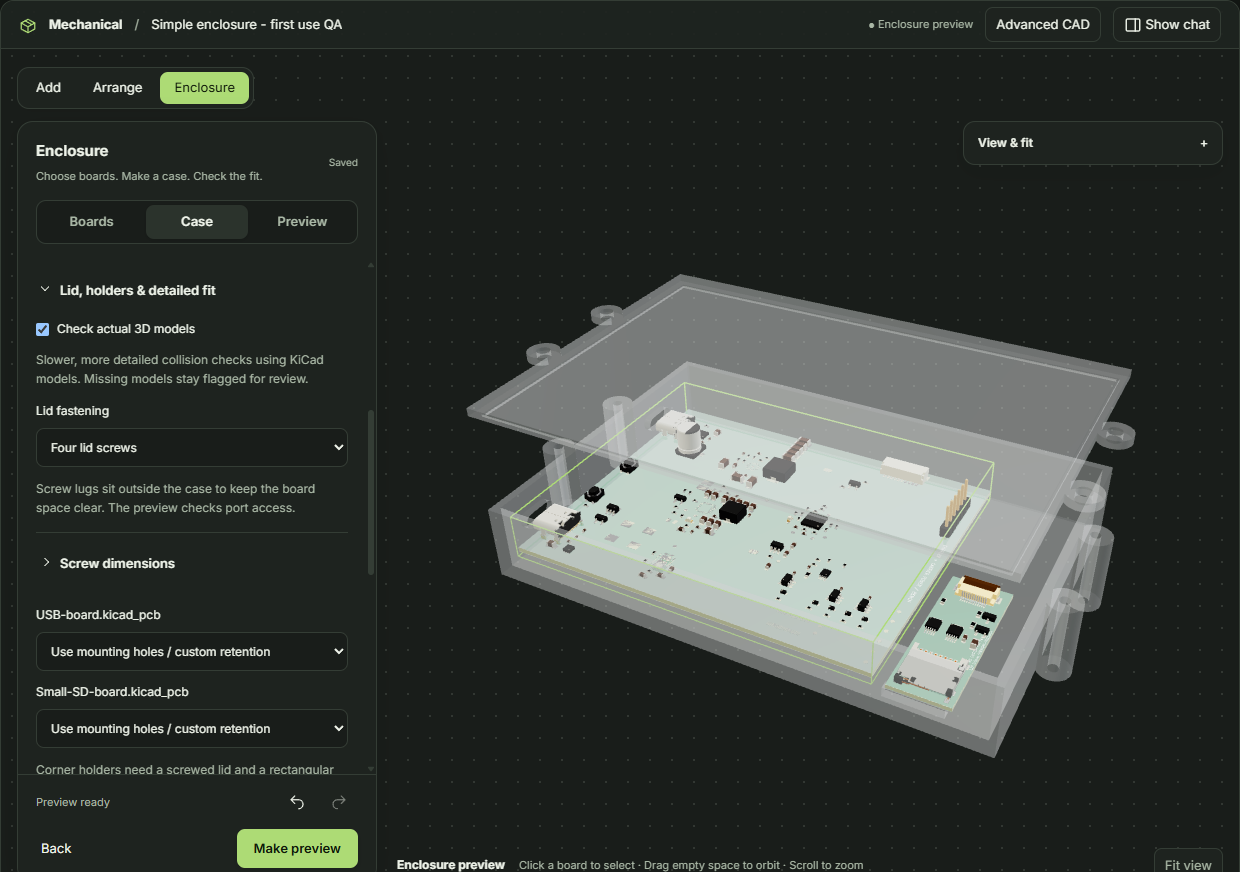 Mechanical / Simple enclosure - first use QA
Enclosure preview
Advanced CAD
Show chat
Add
Arrange
Enclosure
Enclosure
Saved
Choose boards. Make a case. Check the fit.
View & fit
+
Boards
Case
Preview
Lid, holders & detailed fit
Check actual 3D models
Slower, more detailed collision checks using KiCad
models. Missing models stay flagged for review.
Lid fastening
Four lid screws
Screw lugs sit outside the case to keep the board
space clear. The preview checks port access.
Screw dimensions
USB-board.kicad_pcb
Use mounting holes / custom retention
Small-SD-board.kicad_pcb
Use mounting holes / custom retention
Corner holders need a screwed lid and a rectangular
Preview ready
Back
Make preview
Enclosure preview
Click a board to select · Drag empty space to orbit · Scroll to zoom
Fit view